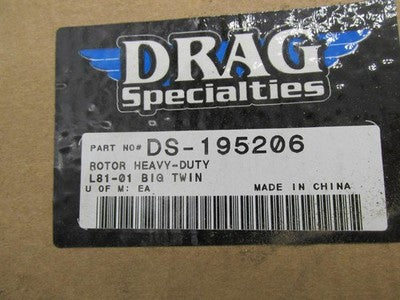 DRAG
Specialties
PART NO# DS-195206
ROTOR HEAVY-DUTY
L81-01 BIG TWIN
U OF M: EA MADE IN CHINA